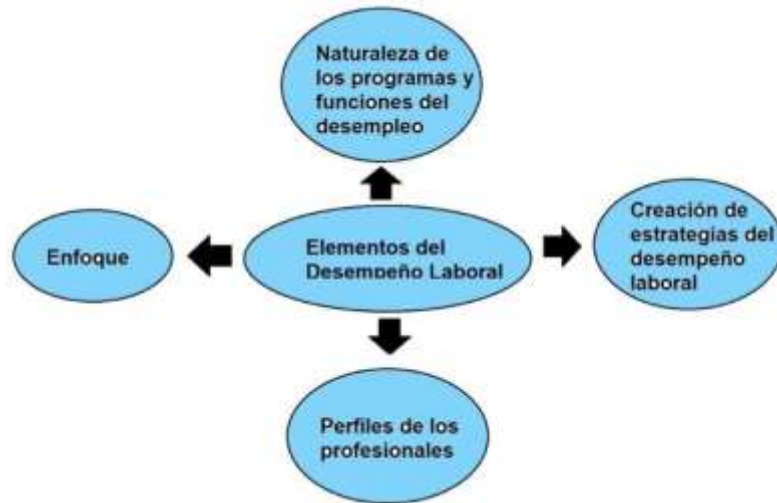 Naturaleza de
los programas y
funciones del
desempleo
Enfoque
Elementos del
Desempeño Laboral
Creación de
estrategias del
desempeño
laboral
Perfiles de los
profesionales